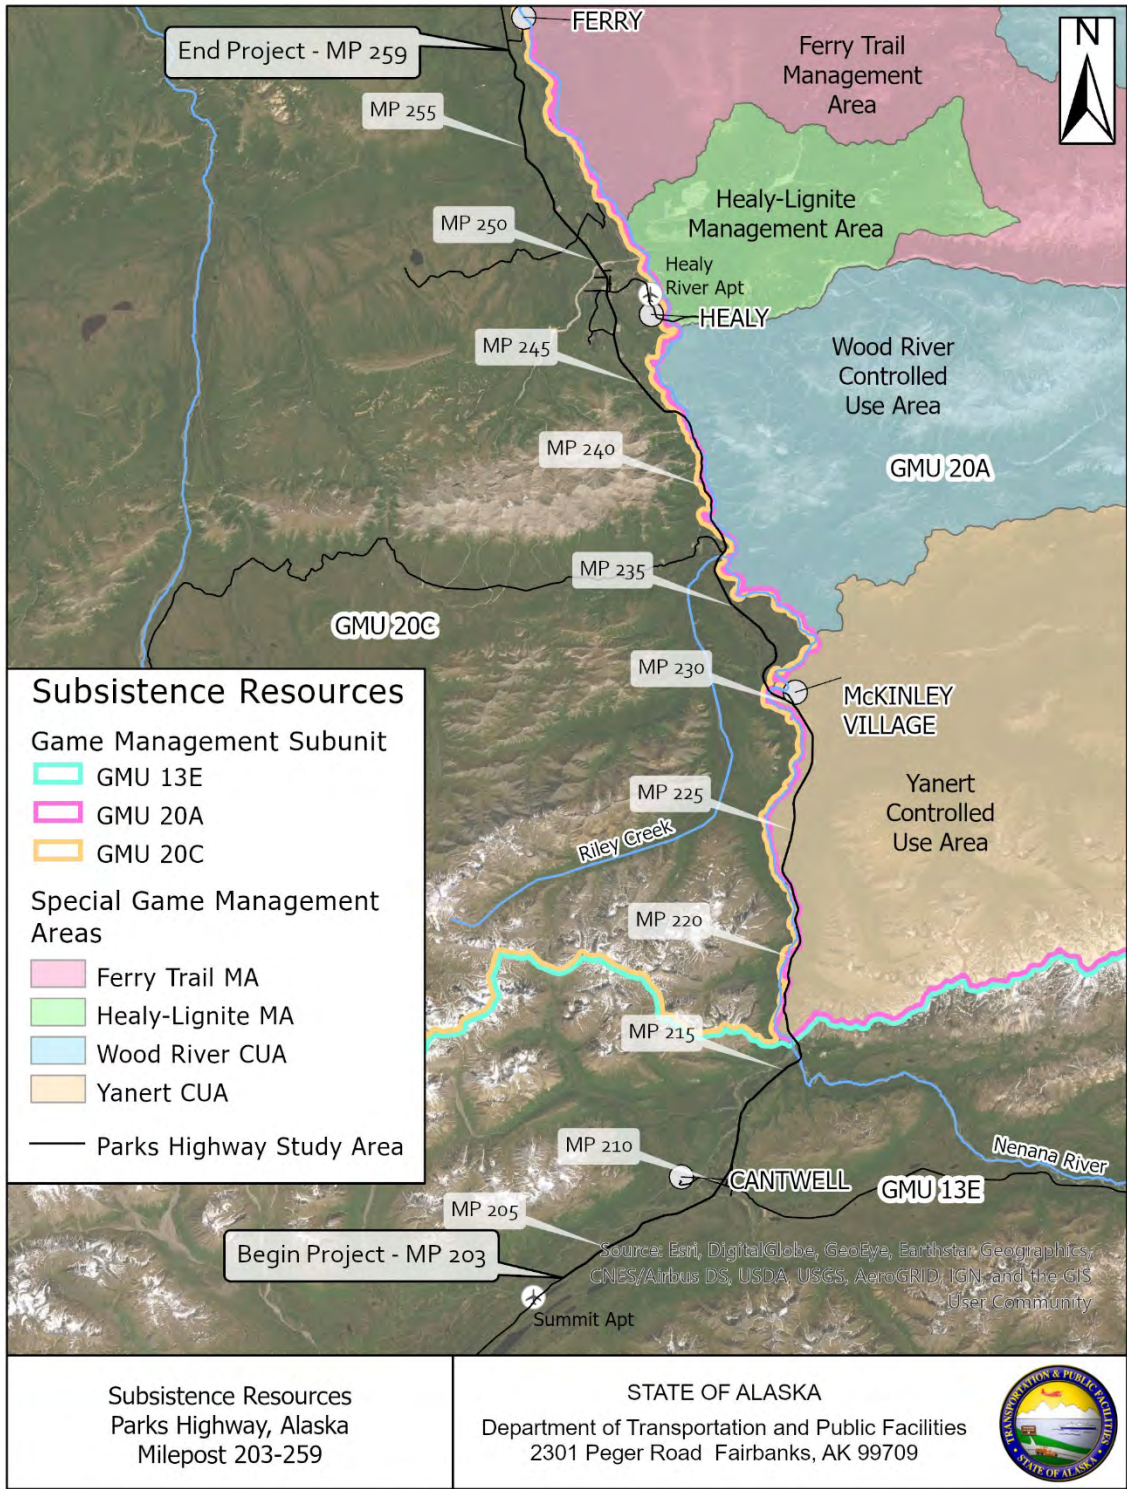 FERRY
End Project - MP 259
Ferry Trail
Management
Area
N
MP 255
Healy-Lignite
Management Area
MP 250
Healy
River Apt
HEALY
MP 245
Wood River
Controlled
Use Area
MP 240
GMU 20A
MP 235
GMU 20C
MP 230
McKINLEY
VILLAGE
Yanert
Controlled
Use Area
MP 225
Riley Creek
MP 220
MP 215
MP 210
CANTWELL
Nenana River
GMU 13E
MP 205
Begin Project - MP 203
Summit Apt
Source: Esri, DigitalGlobe, GeoEye, Earthstar Geographics,
CNES/Airbus DS, USDA, USGS, AeroGRID, IGN, and the GIS
User Community
Subsistence Resources
Game Management Subunit
GMU 13E
GMU 20A
GMU 20C
Special Game Management
Areas
Ferry Trail MA
Healy-Lignite MA
Wood River CUA
Yanert CUA
Parks Highway Study Area
Subsistence Resources
Parks Highway, Alaska
Milepost 203-259
STATE OF ALASKA
Department of Transportation and Public Facilities
2301 Peger Road Fairbanks, AK 99709
TRANSPORTATION & PUBLIC FACILITIES
STATE OF ALASKA